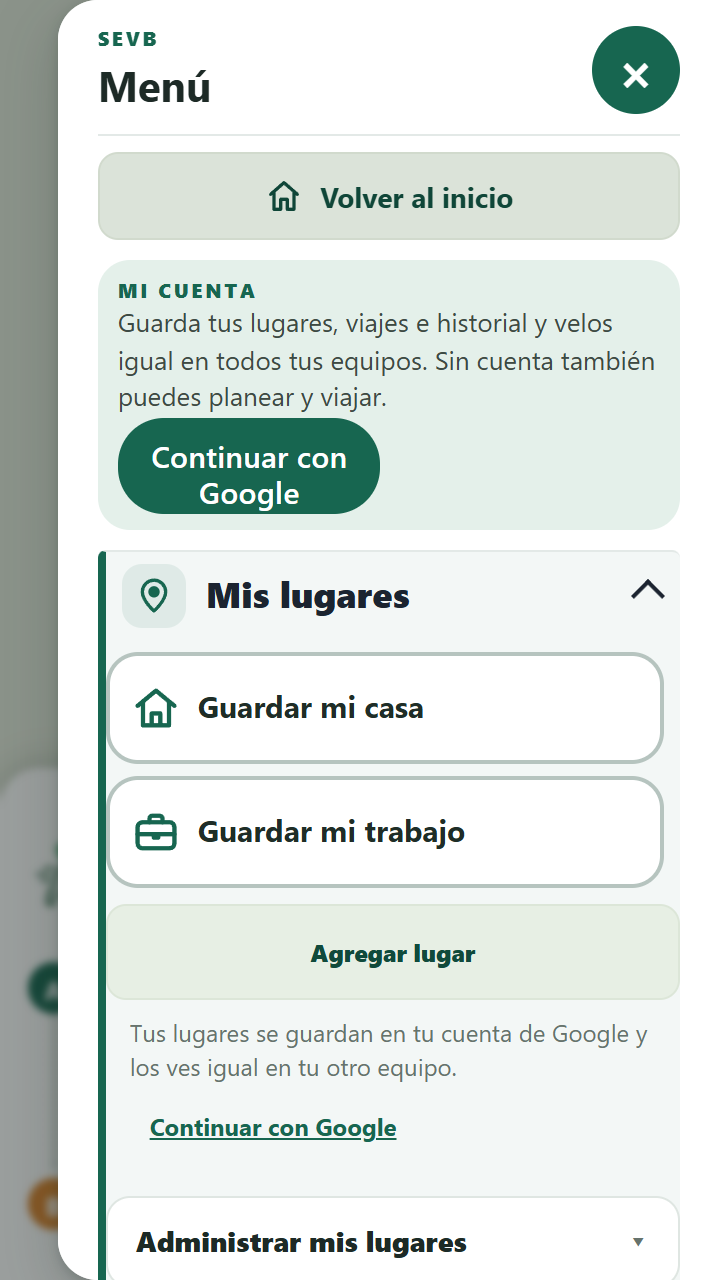 SEVB
Menú
Volver al inicio
MI CUENTA
Guarda tus lugares, viajes e historial y velos
igual en todos tus equipos. Sin cuenta también
puedes planear y viajar.
Continuar con
Google
Mis lugares
Guardar mi casa
Guardar mi trabajo
Agregar lugar
Tus lugares se guardan en tu cuenta de Google y
los ves igual en tu otro equipo.
Continuar con Google
Administrar mis lugares